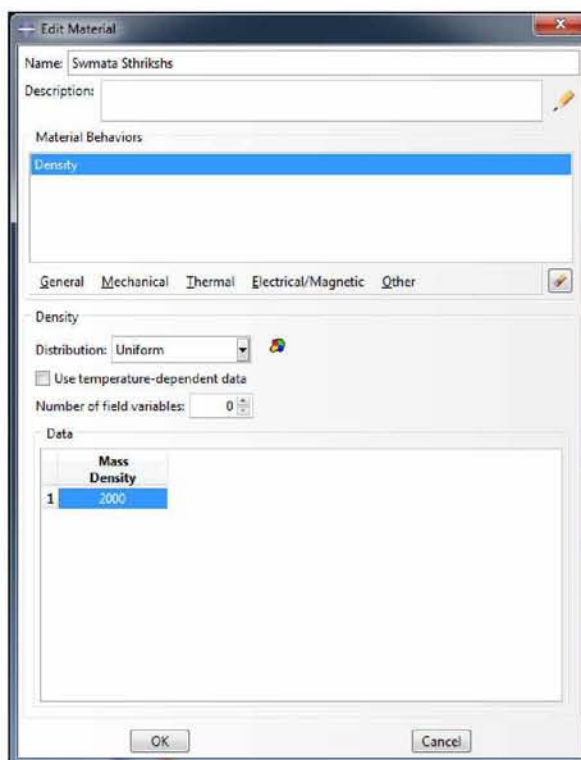 Edit Material
Name: Swmata Sthrikshs
Description:
Material Behaviors
Density
General Mechanical Thermal Electrical/Magnetic Other
Density
Distribution: Uniform
Use temperature-dependent data
Number of field variables: 0
Data
Mass
Density
1 2000
OK Cancel